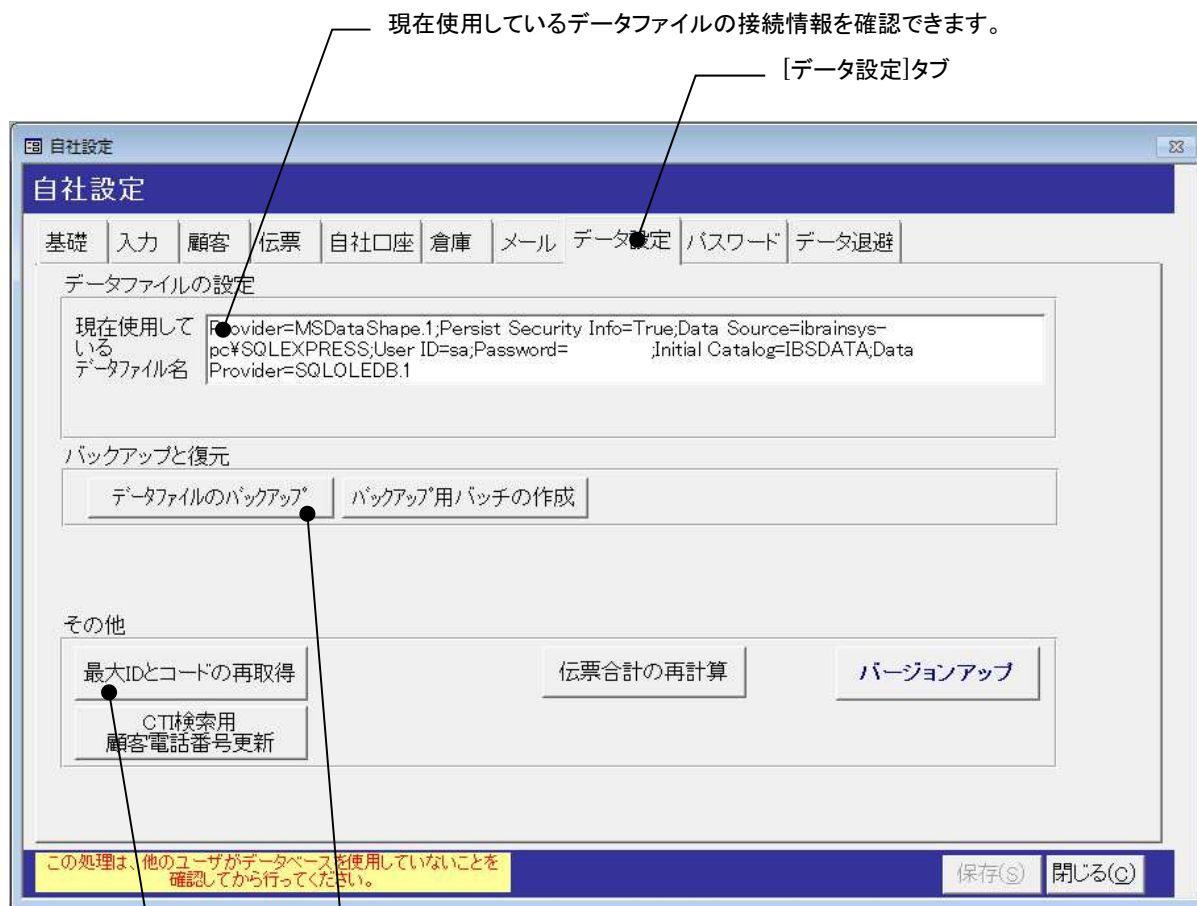 現在使用しているデータファイルの接続情報を確認できます。
[データ設定]タブ
自社設定
自社設定
基礎 入力 顧客 伝票 自社口座 倉庫 メール データ設定 パスワード データ退避
データファイルの設定
現在使用して
いる
データファイル名
Provider=MSDataShape.1;Persist Security Info=True;Data Source=ibrainsys-
pc¥SQLEXPRESS;User ID=sa;Password= ;Initial Catalog=IBSDATA;Data
Provider=SQLOLEDB.1
バックアップと復元
データファイルのバックアップ バックアップ用バッチの作成
その他
最大IDとコードの再取得 伝票合計の再計算 バージョンアップ
CTI検索用
顧客電話番号更新
この処理は、他のユーザがデータベースを使用していないことを
確認してから行ってください。
保存(S) 閉じる(C)